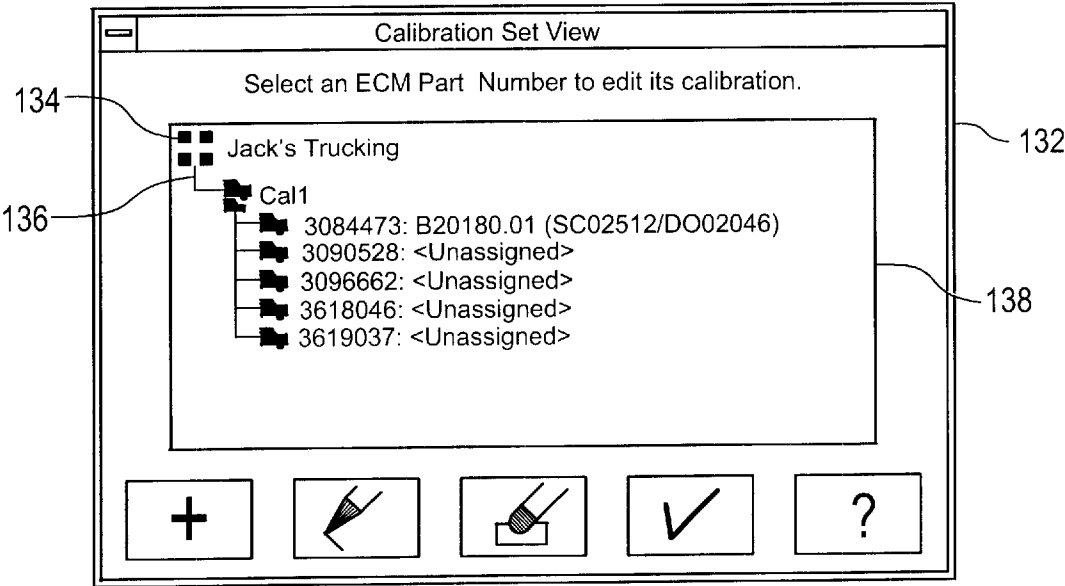 Calibration Set View
Select an ECM Part Number to edit its calibration.
134
132
Jack's Trucking
136
Cal1
3084473: B20180.01 (SC02512/DO02046)
3090528: <Unassigned>
3096662: <Unassigned>
138
3618046: <Unassigned>
3619037: <Unassigned>
+
?